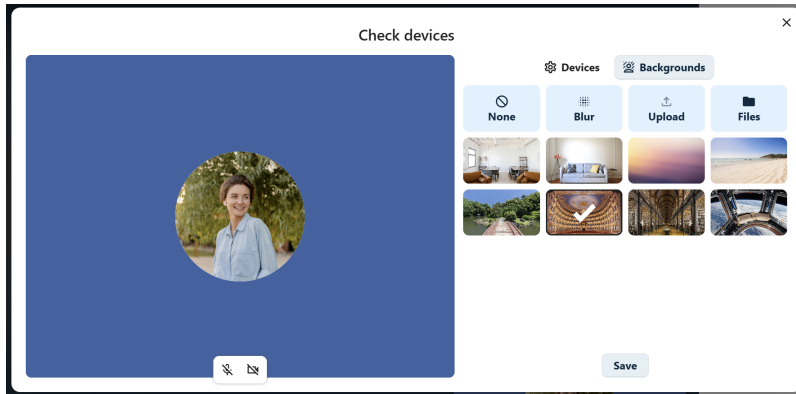 Check devices
Devices
Backgrounds
None
Blur
Upload
Files
Save